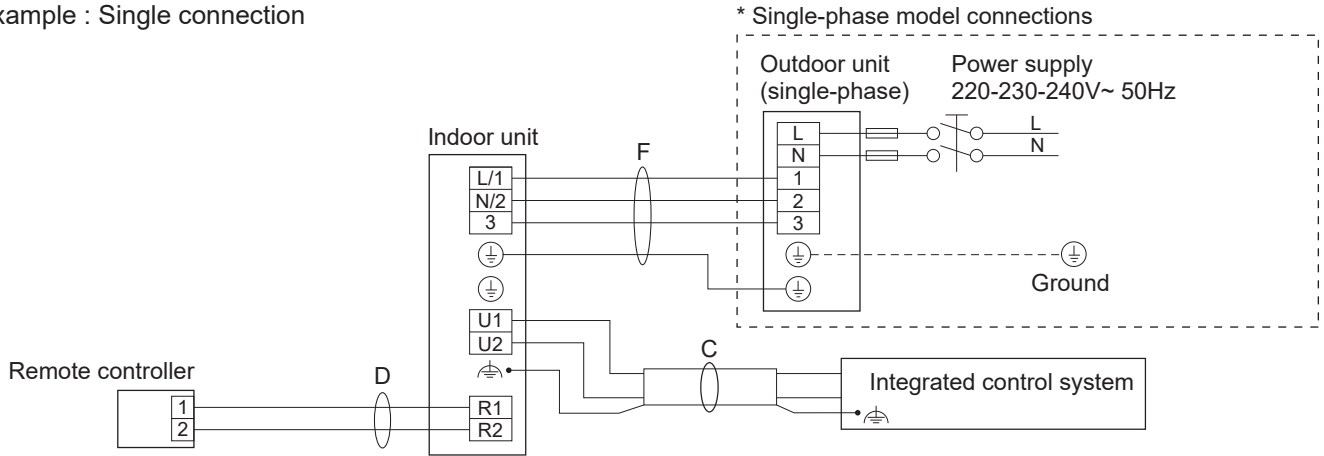 xample : Single connection
* Single-phase model connections
Outdoor unit
(single-phase)
Power supply
220-230-240V~ 50Hz
L
N
1
2
3
L
N
Ground
Indoor unit
F
L/1
N/2
3
U1
U2
R1
R2
C
Integrated control system
Remote controller
D
1
2